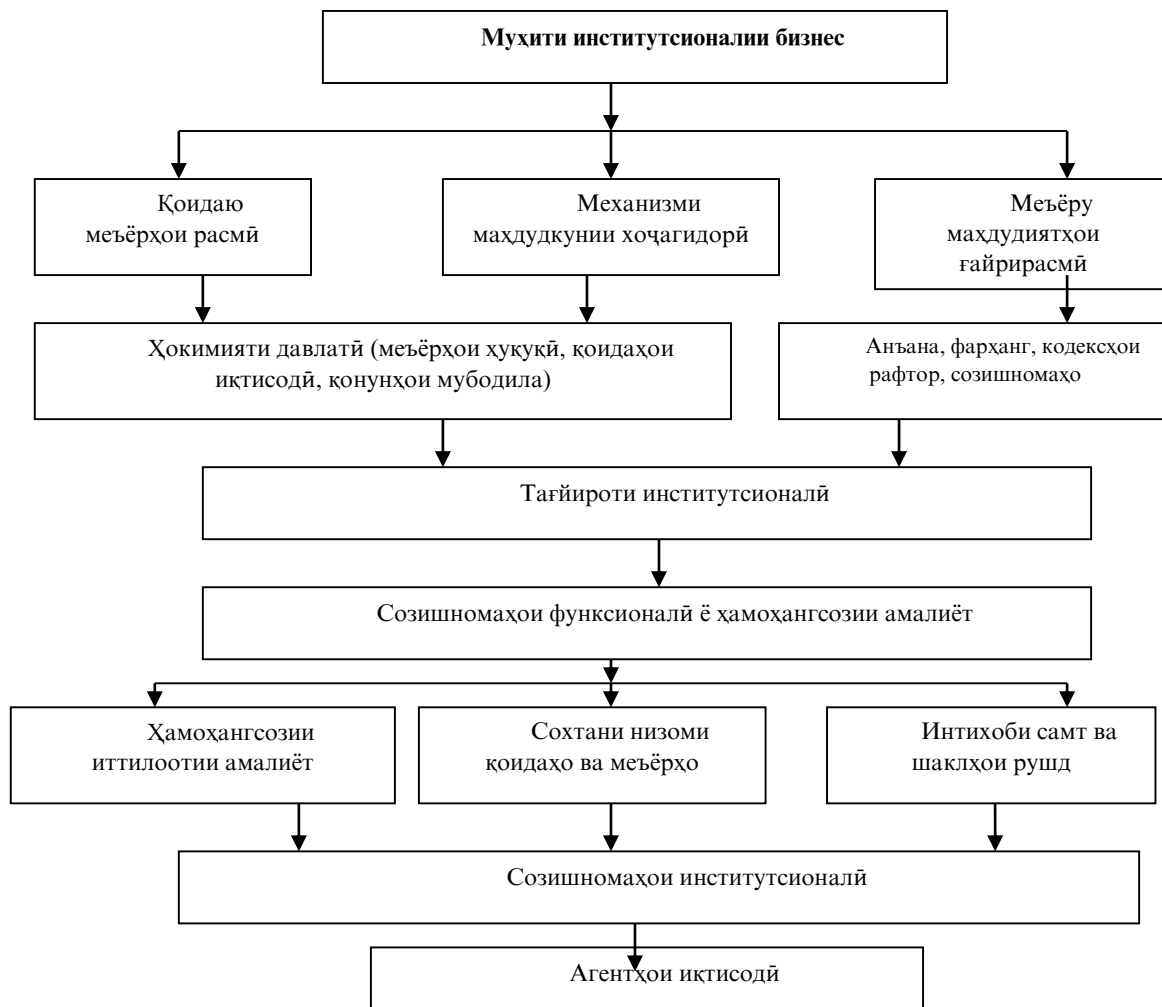 Муҳити институтсионалии бизнес
Қоидаю
меъёрҳои расмӣ
Механизми
маҳдудкунии хоҷагидорӣ
Меъёру
маҳдудиятҳои
ғайрирасмӣ
Ҳокимияти давлатӣ (меъёрҳои ҳуқуқӣ, қоидаҳои
иқтисодӣ, қонунҳои мубодила)
Анъана, фарҳанг, кодексҳои
рафтор, созишномаҳо
Тағйироти институтсионалӣ
Созишномаҳои функсионалӣ ё ҳамоҳангсозии амалиёт
Ҳамоҳангсозии
иттилоотии амалиёт
Сохтани низоми
қоидаҳо ва меъёрҳо
Интихоби самт ва
шаклҳои рушд
Созишномаҳои институтсионалӣ
Агентҳои иқтисодӣ